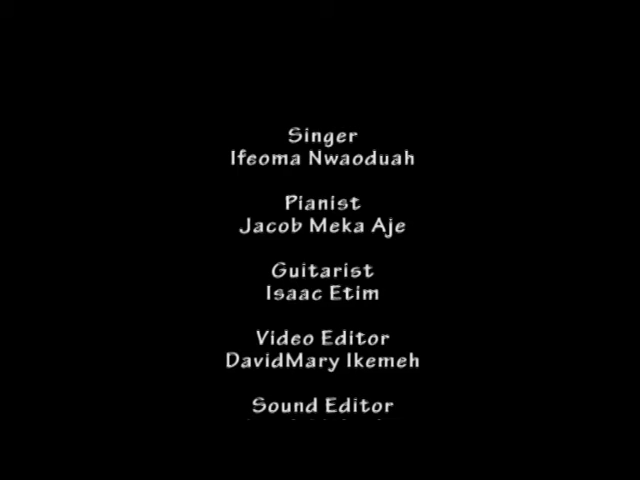 Singer
Ifeoma Nwaoduah
Pianist
Jacob Meka Aje
Guitarist
Isaac Etim
Video Editor
DavidMary Ikemeh
Sound Editor